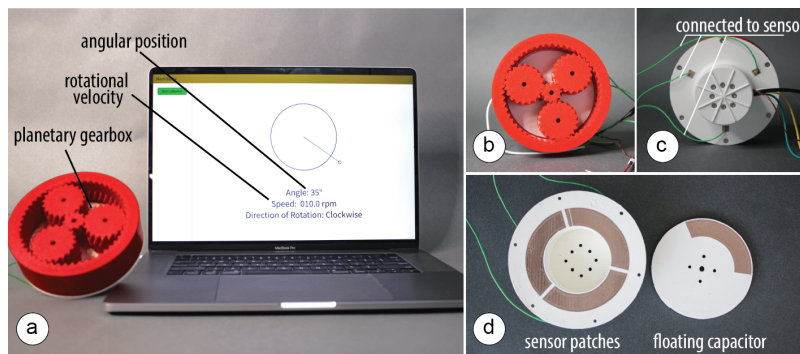 angular position
rotational
velocity
planetary gearbox
Angle: 35°
Speed: 010.0 rpm
Direction of Rotation: Clockwise
MacBook Pro
a
b
connected to senso
c
sensor patches
floating capacitor
d